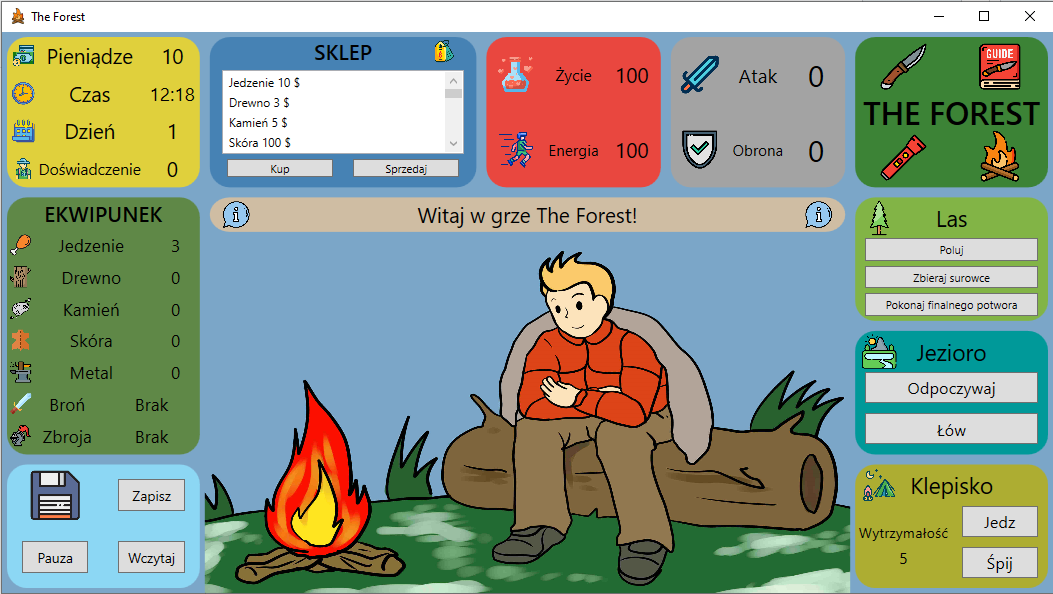 The Forest
Pieniądze 10
Czas 12:18
Dzień 1
Doświadczenie 0
SKLEP
Jedzenie 10 $
Drewno 3 $
Kamień 5 $
Skóra 100 $
Kup Sprzedaj
Życie 100
Energia 100
Atak 0
Obrona 0
GUIDE
THE FOREST
EKWIPUNEK
Jedzenie 3
Drewno 0
Kamień 0
Skóra 0
Metal 0
Broń Brak
Zbroja Brak
Witaj w grze The Forest!
Las
Poluj
Zbieraj surowce
Pokonaj finalnego potwora
Jezioro
Odpoczywaj
Łów
Zapisz
Pauza Wczytaj
Klepisko
Wytrzymałość
5
Jedz
Śpij